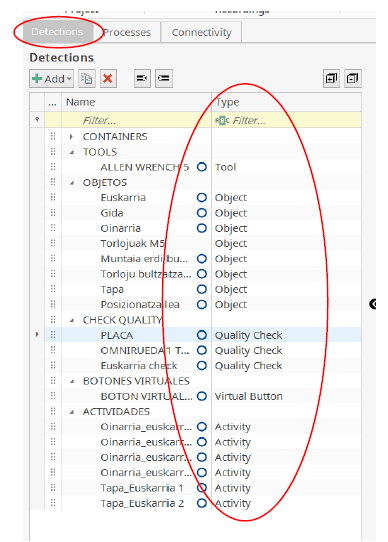 Detections Processes Connectivity
Detections
Add
... Name Type
Filter... Filter...
CONTAINERS
TOOLS
ALLEN WRENCH 5 Tool
OBJETOS
Euskarria Object
Gida Object
Oinarria Object
Torlojuak M5 Object
Muntaia erdi/bu... Object
Torloju bultzatza... Object
Tapa Object
Posizionatzailea Object
CHECK QUALITY
PLACA Quality Check
OMNIRUEDA1 T... Quality Check
Euskarria check Quality Check
BOTONES VIRTUALES
BOTON VIRTUAL... Virtual Button
ACTIVIDADES
Oinarria_euskarr... Activity
Oinarria_euskarr... Activity
Oinarria_euskarr... Activity
Oinarria_euskarr... Activity
Tapa_Euskarria 1 Activity
Tapa_Euskarria 2 Activity